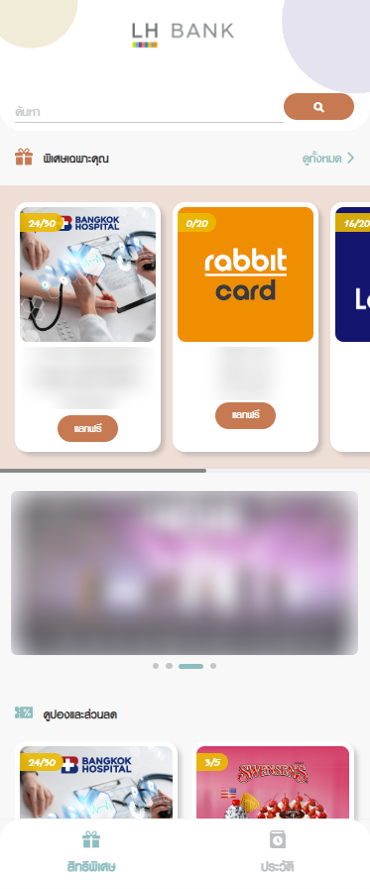 LH BANK
ค้นหา
พิเศษเฉพาะคุณ
ดูทั้งหมด
24/30
BANGKOK
HOSPITAL
0/20
rabbit
card
16/20
แลกฟรี
แลกฟรี
คูปองและส่วนลด
24/30
BANGKOK
HOSPITAL
3/5
SWENSEN'S
สิทธิพิเศษ
ประวัติ